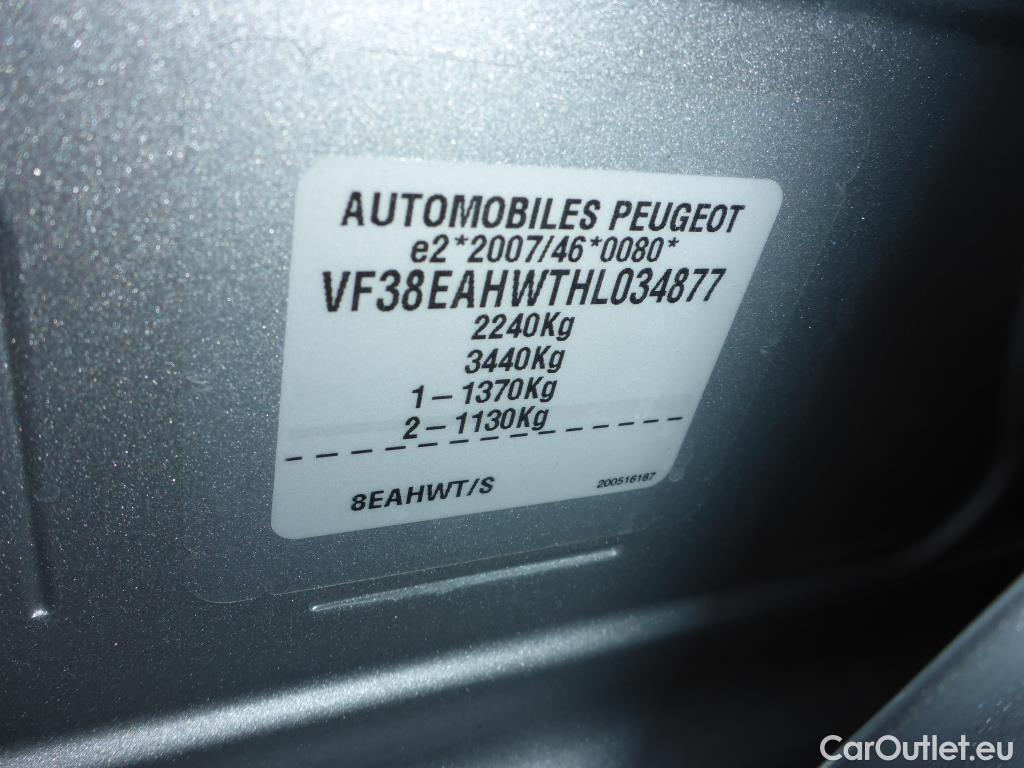 AUTOMOBILES PEUGEOT
e2*2007/46*0080*
VF38EAHWTHL034877
2240Kg
3440Kg
1-1370Kg
2-1130Kg
8EAHWT/S
200516187
CarOutlet.eu